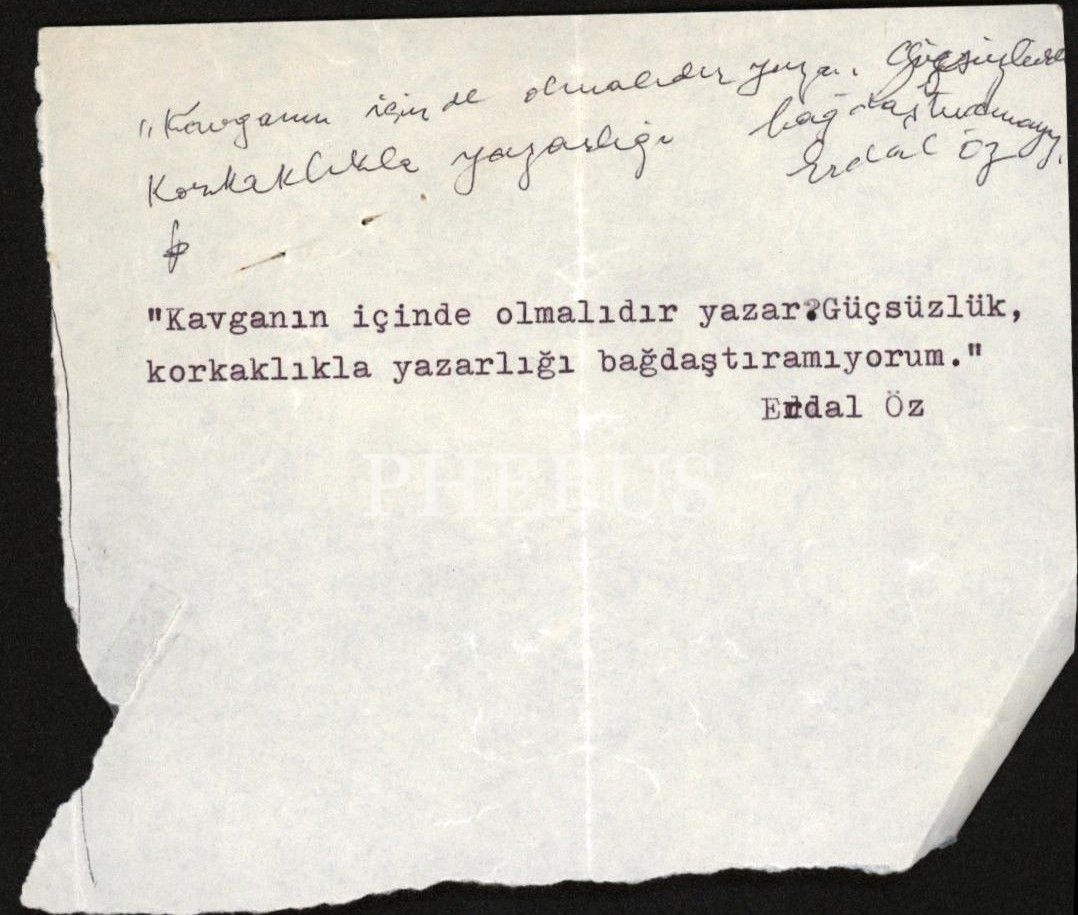 "Kavganın içinde olmalıdır yazar. Güçsüzlük
korkaklıkla yazarlığı bağdaştıramıyo
Erdal Öz
"Kavganın içinde olmalıdır yazar?Güçsüzlük,
korkaklıkla yazarlığı bağdaştıramıyorum."
Erdal Öz
PHEBUS